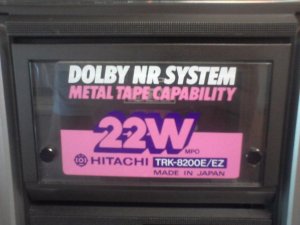 DOLBY NR SYSTEM
METAL TAPE CAPABILITY
22W
MPO
HITACHI TRK-8200E/EZ
MADE IN JAPAN